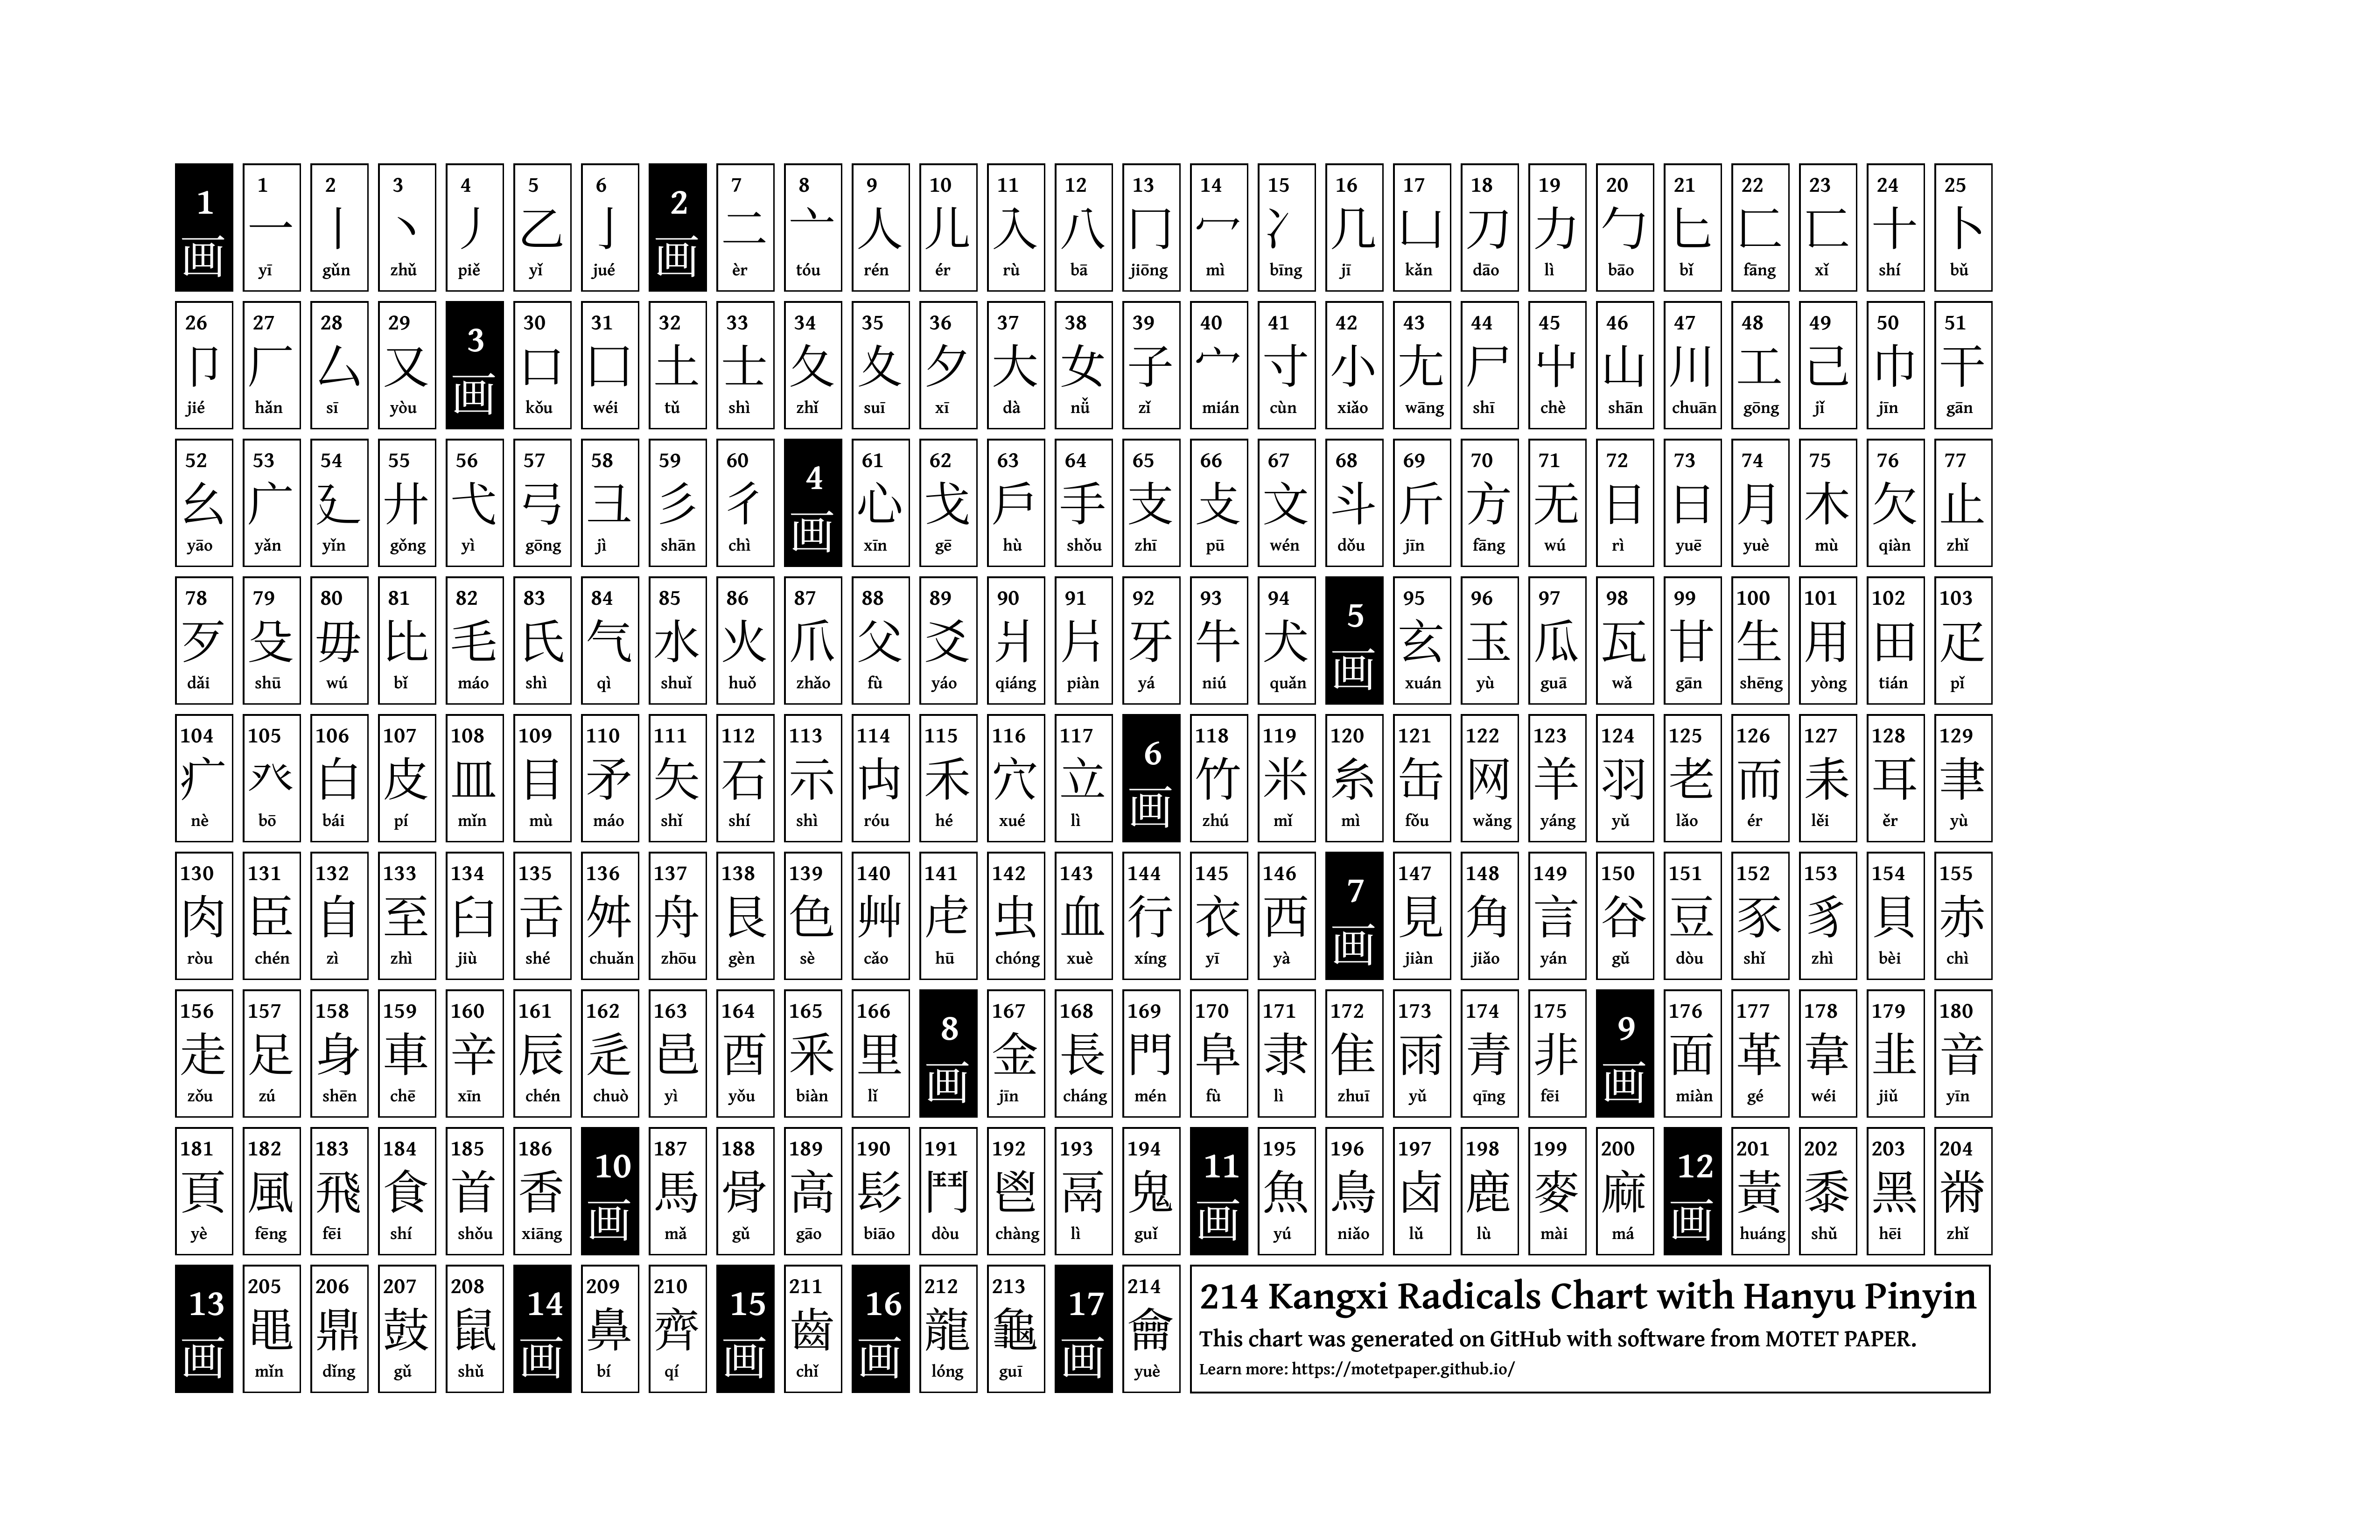 1 1 2 3 4 5 6 2 7 8 9 10 11 12 13 14 15 16 17 18 19 20 21 22 23 24 25
画 一 丨 丶 丿 乙 亅 画 二 亠 人 儿 入 八 冂 冖 冫 几 凵 刀 力 勹 匕 匚 匸 十 卜
yī gǔn zhǔ piě yǐ jué èr tóu rén ér rù bā jiōng mì bīng jī kǎn dāo lì bāo bǐ fāng xǐ shí bǔ
26 27 28 29 3 30 31 32 33 34 35 36 37 38 39 40 41 42 43 44 45 46 47 48 49 50 51
卩 厂 厶 又 画 口 囗 土 士 夂 夊 夕 大 女 子 宀 寸 小 尢 尸 屮 山 川 工 己 巾 干
jié hǎn sī yòu kǒu wéi tǔ shì zhǐ suī xī dà nǚ zǐ mián cùn xiǎo wāng shī chè shān chuān gōng jǐ jīn gān
52 53 54 55 56 57 58 59 60 4 61 62 63 64 65 66 67 68 69 70 71 72 73 74 75 76 77
幺 广 廴 廾 弋 弓 彐 彡 彳 画 心 戈 戶 手 支 攴 文 斗 斤 方 无 日 曰 月 木 欠 止
yāo yǎn yǐn gǒng yì gōng jì shān chì xīn gē hù shǒu zhī pū wén dǒu jīn fāng wú rì yuē yuè mù qiàn zhǐ
78 79 80 81 82 83 84 85 86 87 88 89 90 91 92 93 94 5 95 96 97 98 99 100 101 102 103
歹 殳 毋 比 毛 氏 气 水 火 爪 父 爻 爿 片 牙 牛 犬 画 玄 玉 瓜 瓦 甘 生 用 田 疋
dǎi shū wú bǐ máo shì qì shuǐ huǒ zhǎo fù yáo qiáng piàn yá niú quǎn xuán yù guā wǎ gān shēng yòng tián pǐ
104 105 106 107 108 109 110 111 112 113 114 115 116 117 6 118 119 120 121 122 123 124 125 126 127 128 129
疒 癶 白 皮 皿 目 矛 矢 石 示 禸 禾 穴 立 画 竹 米 糸 缶 网 羊 羽 老 而 耒 耳 聿
nè bō bái pí mǐn mù máo shǐ shí shì róu hé xué lì zhú mǐ mì fǒu wǎng yáng yǔ lǎo ér lěi ěr yù
130 131 132 133 134 135 136 137 138 139 140 141 142 143 144 145 146 7 147 148 149 150 151 152 153 154 155
肉 臣 自 至 臼 舌 舛 舟 艮 色 艸 虍 虫 血 行 衣 襾 画 見 角 言 谷 豆 豕 豸 貝 赤
ròu chén zì zhì jiù shé chuǎn zhōu gèn sè cǎo hū chóng xuè xíng yī yà jiàn jiǎo yán gǔ dòu shǐ zhì bèi chì
156 157 158 159 160 161 162 163 164 165 166 8 167 168 169 170 171 172 173 174 175 9 176 177 178 179 180
走 足 身 車 辛 辰 辵 邑 酉 釆 里 画 金 長 門 阜 隶 隹 雨 青 非 画 面 革 韋 韭 音
zǒu zú shēn chē xīn chén chuò yì yǒu biàn lǐ jīn cháng mén fù lì zhuī yǔ qīng fēi miàn gé wéi jiǔ yīn
181 182 183 184 185 186 10 187 188 189 190 191 192 193 194 11 195 196 197 198 199 200 12 201 202 203 204
頁 風 飛 食 首 香 画 馬 骨 高 髟 鬥 鬯 鬲 鬼 画 魚 鳥 鹵 鹿 麥 麻 画 黃 黍 黑 黹
yè fēng fēi shí shǒu xiāng mǎ gǔ gāo biāo dòu chàng lì guǐ yú niǎo lǔ lù mài má huáng shǔ hēi zhǐ
13 205 206 207 208 14 209 210 15 211 16 212 213 17 214
画 黽 鼎 鼓 鼠 画 鼻 齊 画 齒 画 龍 龜 画 龠
mǐn dǐng gǔ shǔ bí qí chǐ lóng guī yuè
214 Kangxi Radicals Chart with Hanyu Pinyin
This chart was generated on GitHub with software from MOTET PAPER.
Learn more: https://motetpaper.github.io/